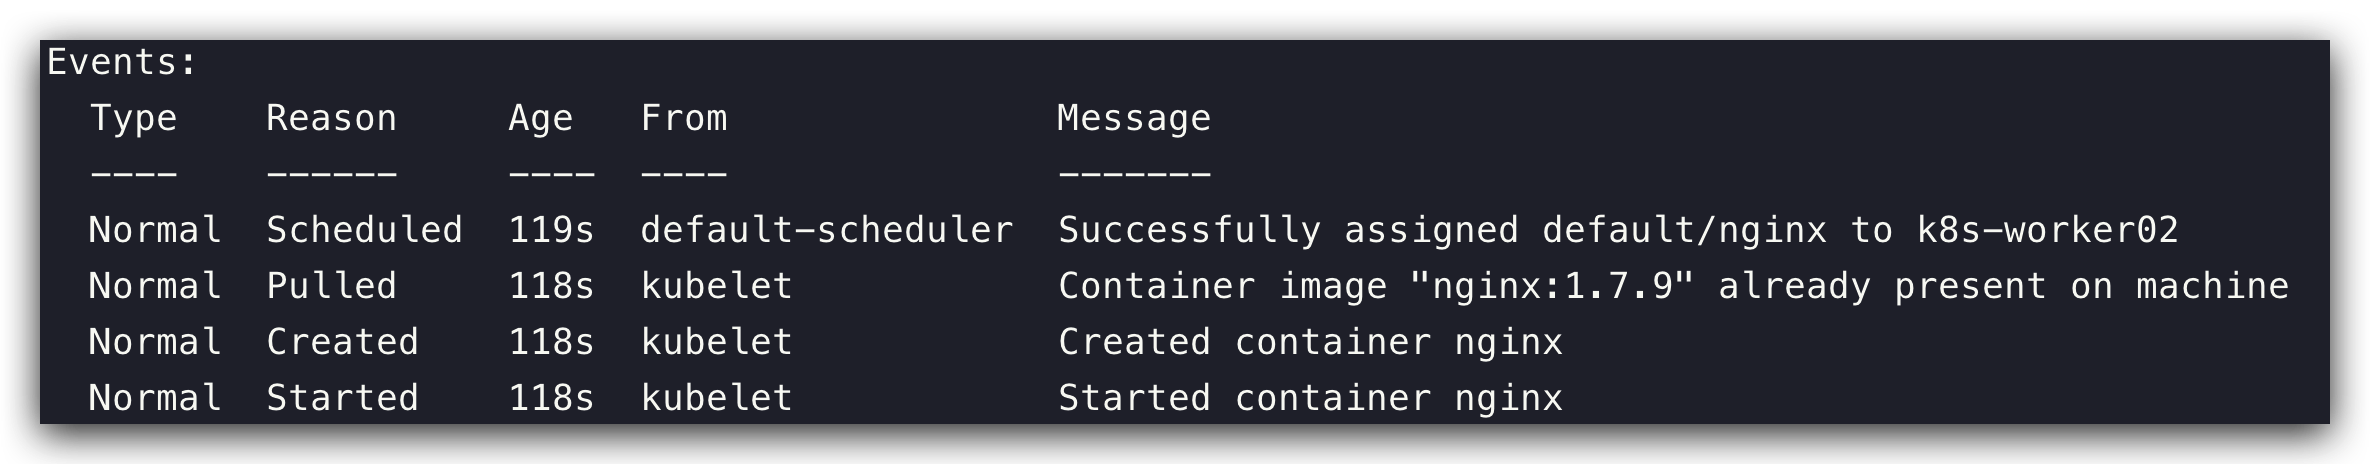 Events:
  Type    Reason     Age   From               Message
  ----    ------     ----  ----               -------
  Normal  Scheduled  119s  default-scheduler  Successfully assigned default/nginx to k8s-worker02
  Normal  Pulled     118s  kubelet            Container image "nginx:1.7.9" already present on machine
  Normal  Created    118s  kubelet            Created container nginx
  Normal  Started    118s  kubelet            Started container nginx